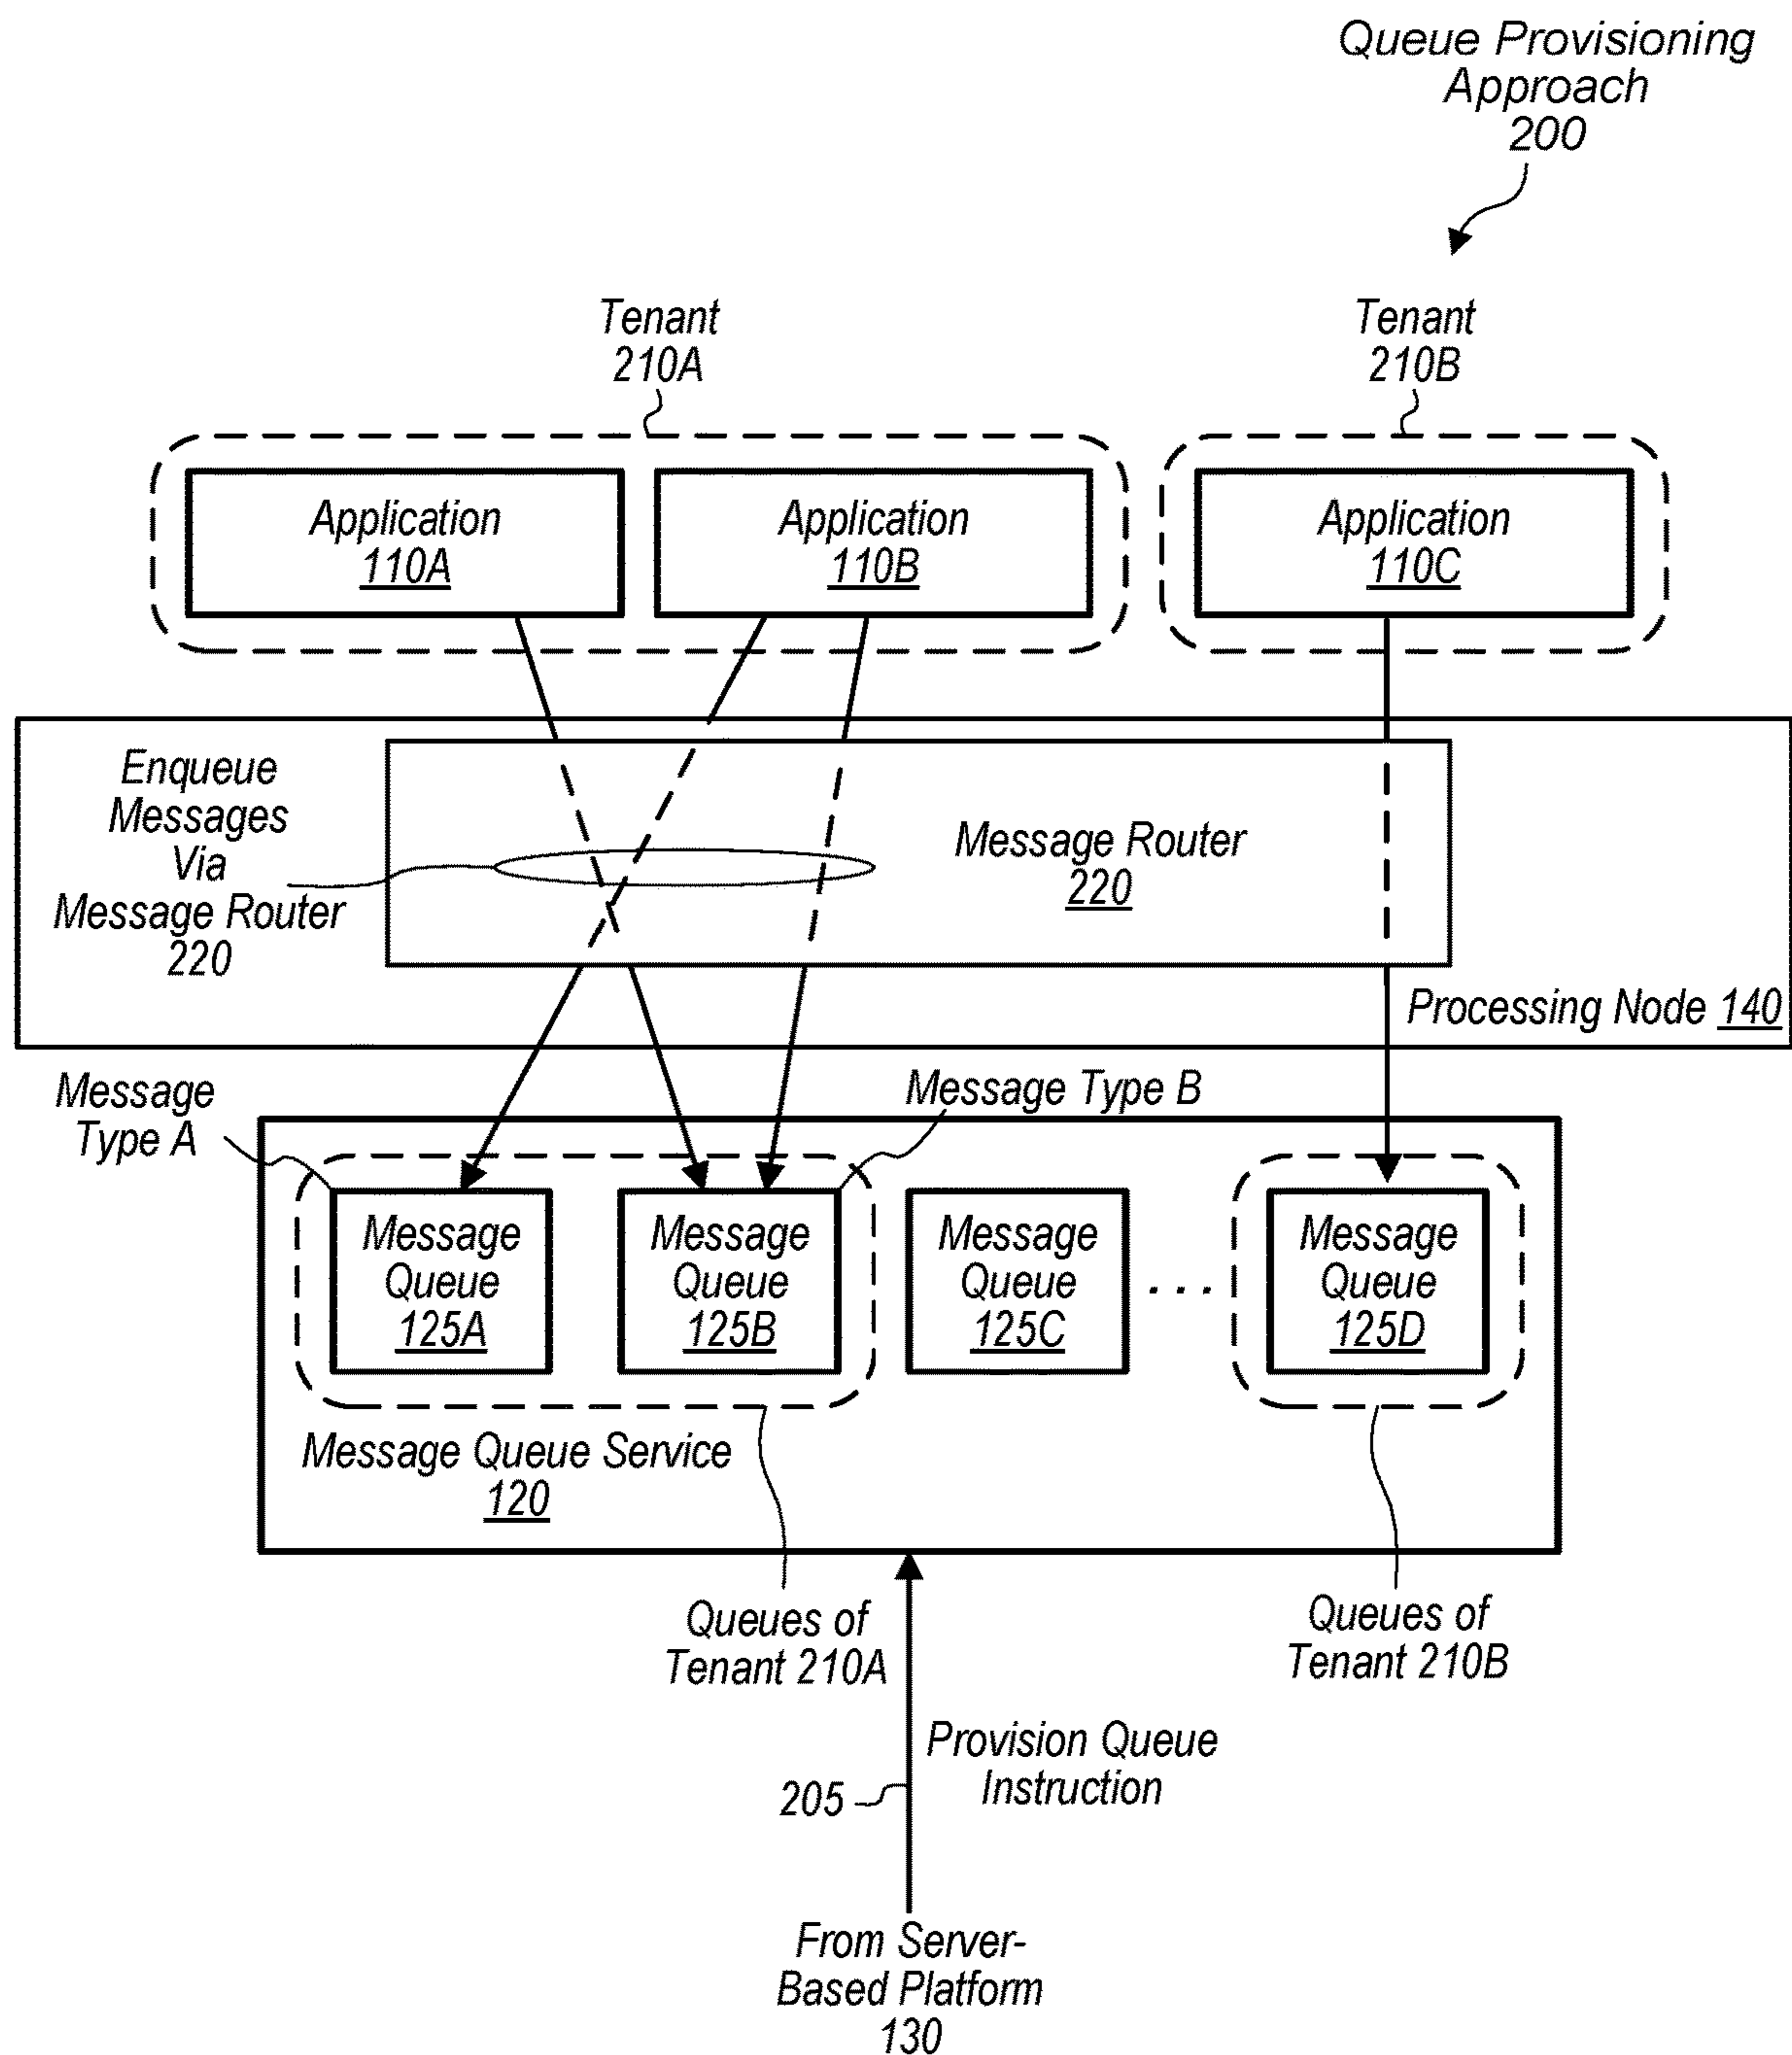 Queue Provisioning
Approach
200
Tenant
210A
Tenant
210B
Application
110A
Application
110B
Application
110C
Enqueue
Messages
Via
Message Router
220
Message Router
220
Processing Node 140
Message
Type A
Message Type B
Message
Queue
125A
Message
Queue
125B
Message
Queue
125C
...
Message
Queue
125D
Message Queue Service
120
Queues of
Tenant 210A
Queues of
Tenant 210B
Provision Queue
Instruction
205
From Server-
Based Platform
130